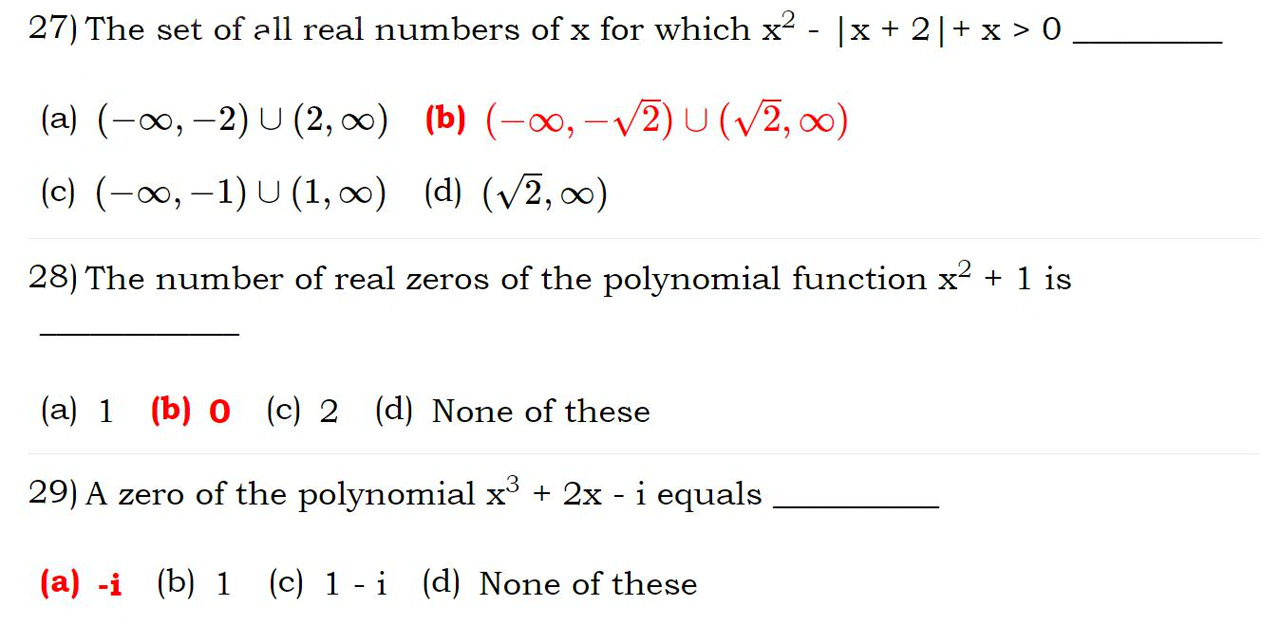 27) The set of all real numbers of x for which x² - |x + 2| + x > 0 __________
(a) (−∞, −2) ∪ (2, ∞) (b) (−∞, −√2) ∪ (√2, ∞)
(c) (−∞, −1) ∪ (1, ∞) (d) (√2, ∞)
28) The number of real zeros of the polynomial function x² + 1 is
____________
(a) 1 (b) 0 (c) 2 (d) None of these
29) A zero of the polynomial x³ + 2x - i equals __________
(a) -i (b) 1 (c) 1 - i (d) None of these